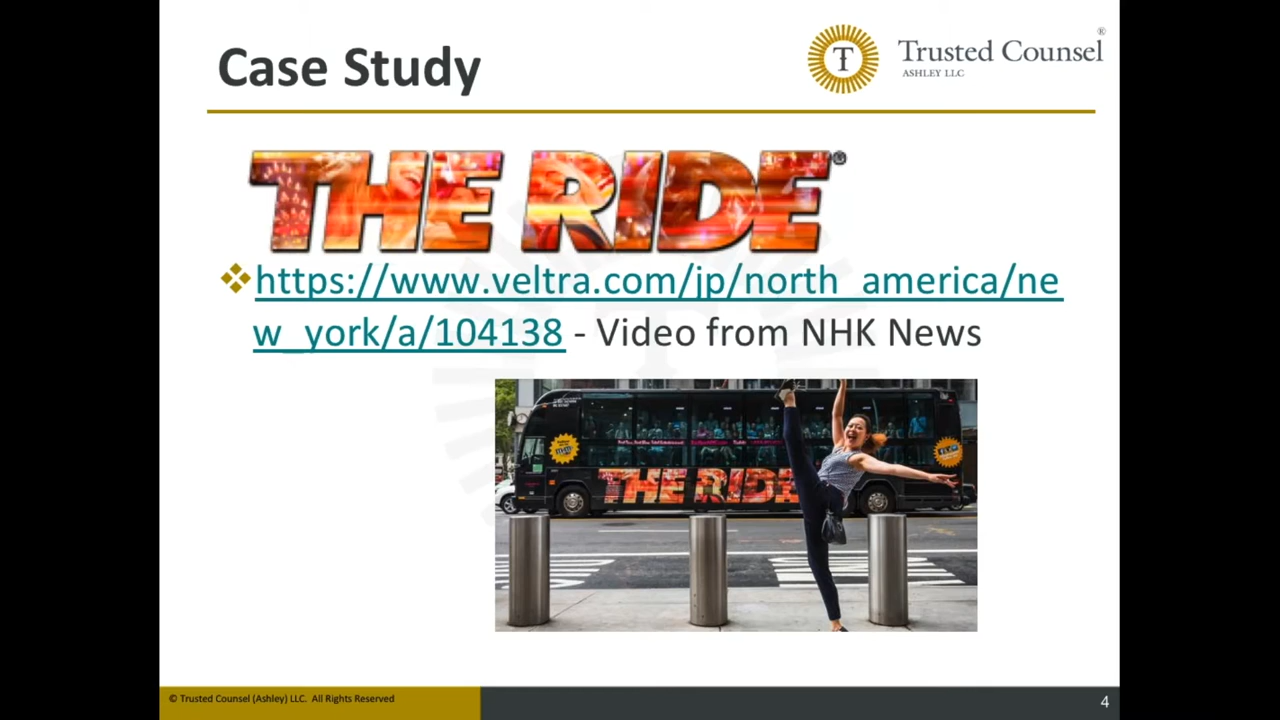 Case Study
T
Trusted Counsel®
ASHLEY LLC
THE RIDE®
https://www.veltra.com/jp/north_america/ne
w_york/a/104138 - Video from NHK News
THE RIDE
© Trusted Counsel (Ashley) LLC. All Rights Reserved
4